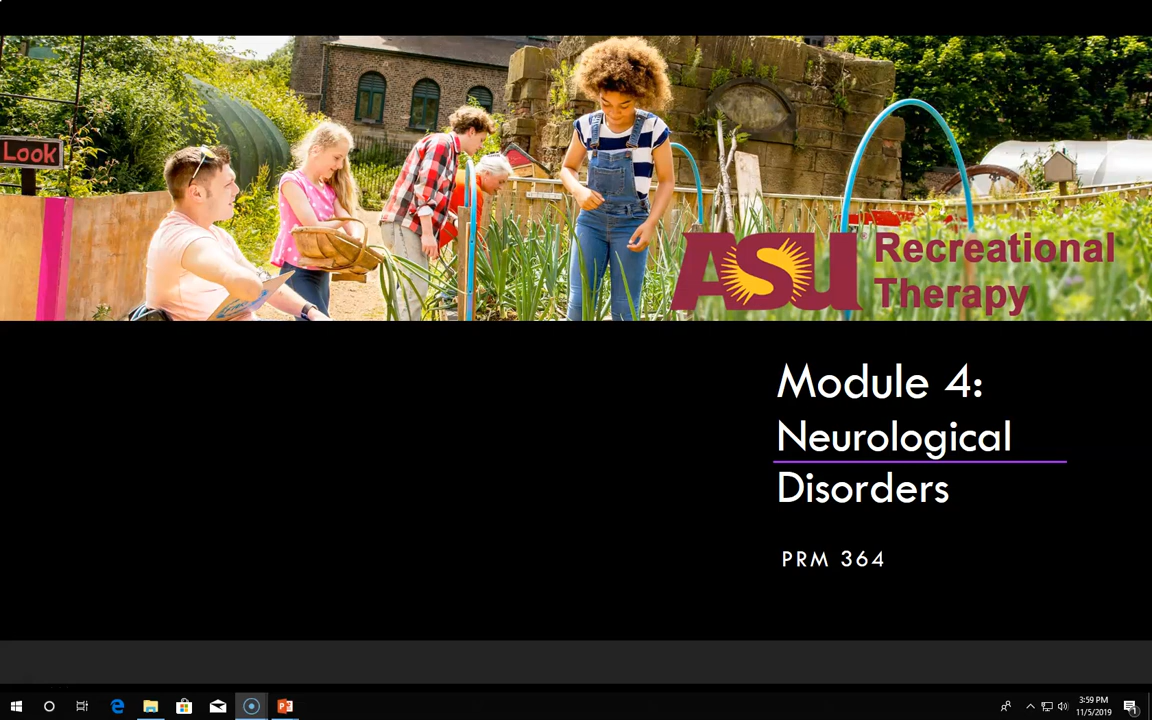 Look
ASU Recreational
Therapy
Module 4:
Neurological
Disorders
PRM 364
3:59 PM
11/5/2019